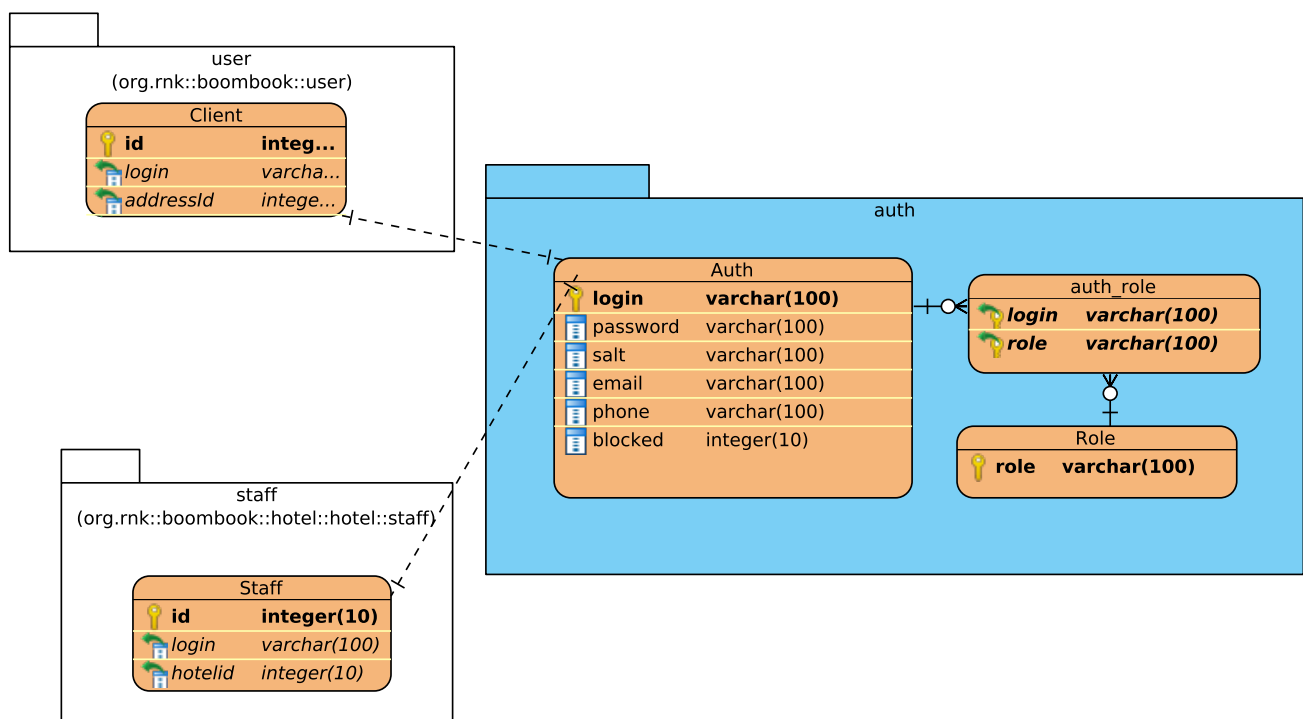 user
(org.rnk::boombook::user)
Client
id integ...
login varcha...
addressId intege...
auth
Auth
login varchar(100)
password varchar(100)
salt varchar(100)
email varchar(100)
phone varchar(100)
blocked integer(10)
auth_role
login varchar(100)
role varchar(100)
Role
role varchar(100)
staff
(org.rnk::boombook::hotel::hotel::staff)
Staff
id integer(10)
login varchar(100)
hotelid integer(10)